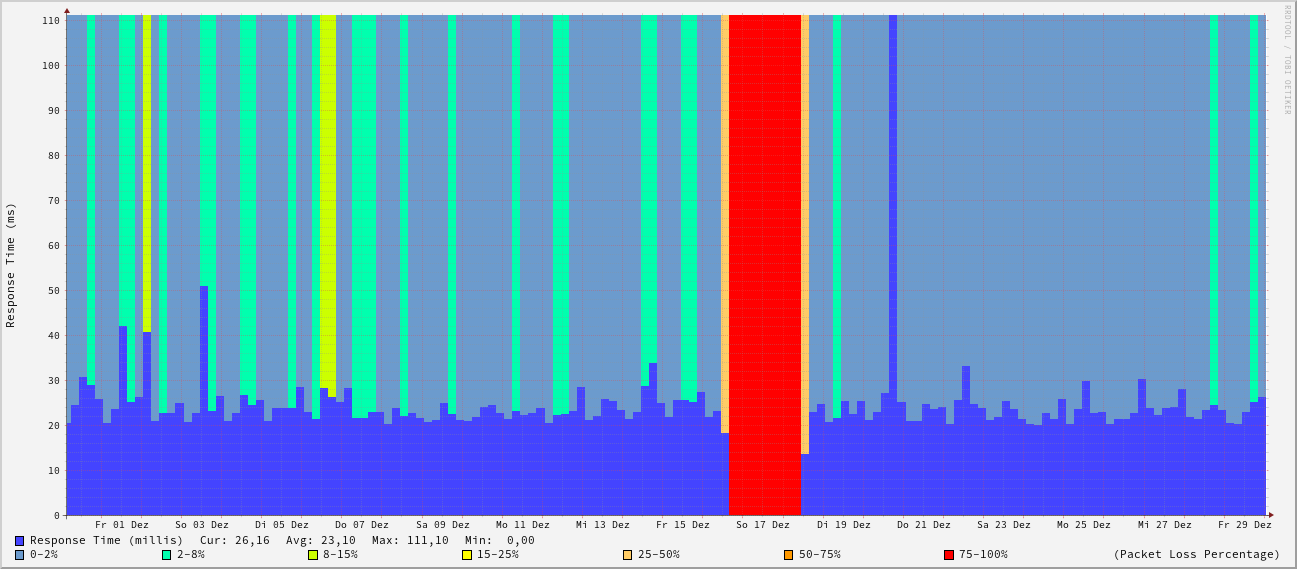 RRDTOOL / TOBI OETIKER
Response Time (ms)
110
100
90
80
70
60
50
40
30
20
10
0
Fr 01 Dez So 03 Dez Di 05 Dez Do 07 Dez Sa 09 Dez Mo 11 Dez Mi 13 Dez Fr 15 Dez So 17 Dez Di 19 Dez Do 21 Dez Sa 23 Dez Mo 25 Dez Mi 27 Dez Fr 29 Dez
Response Time (millis) Cur: 26,16 Avg: 23,10 Max: 111,10 Min: 0,00
0-2% 2-8% 8-15% 15-25% 25-50% 50-75% 75-100% (Packet Loss Percentage)